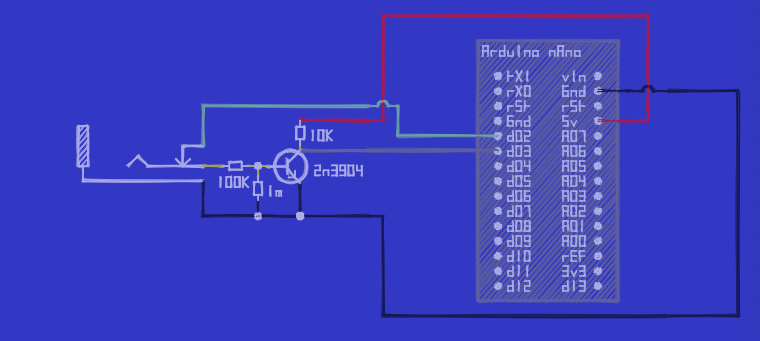 Arduino nAno
rX1 vIn
rX0 Gnd
rSt rSt
Gnd 5v
d02 A07
d03 A06
d04 A05
d05 A04
d06 A03
d07 A02
d08 A01
d09 A00
d10 rEF
d11 3v3
d12 d13
10K
2n3904
100K
1m